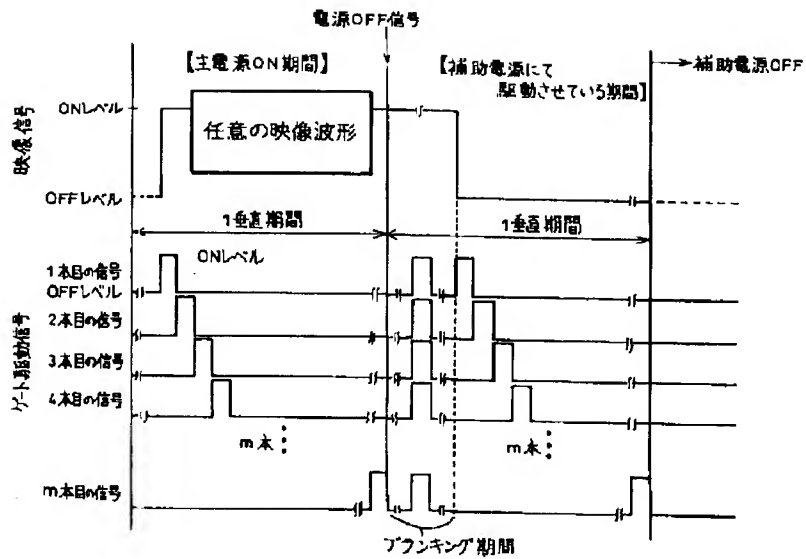 電源OFF信号
【主電源ON期間】
【補助電源にて
駆動させている期間】
補助電源OFF
映像信号
ONレベル
任意の映像波形
OFFレベル
1垂直期間
1垂直期間
ゲート駆動信号
ONレベル
1本目の信号
OFFレベル
2本目の信号
3本目の信号
4本目の信号
m本
m本
m本目の信号
ブランキング期間